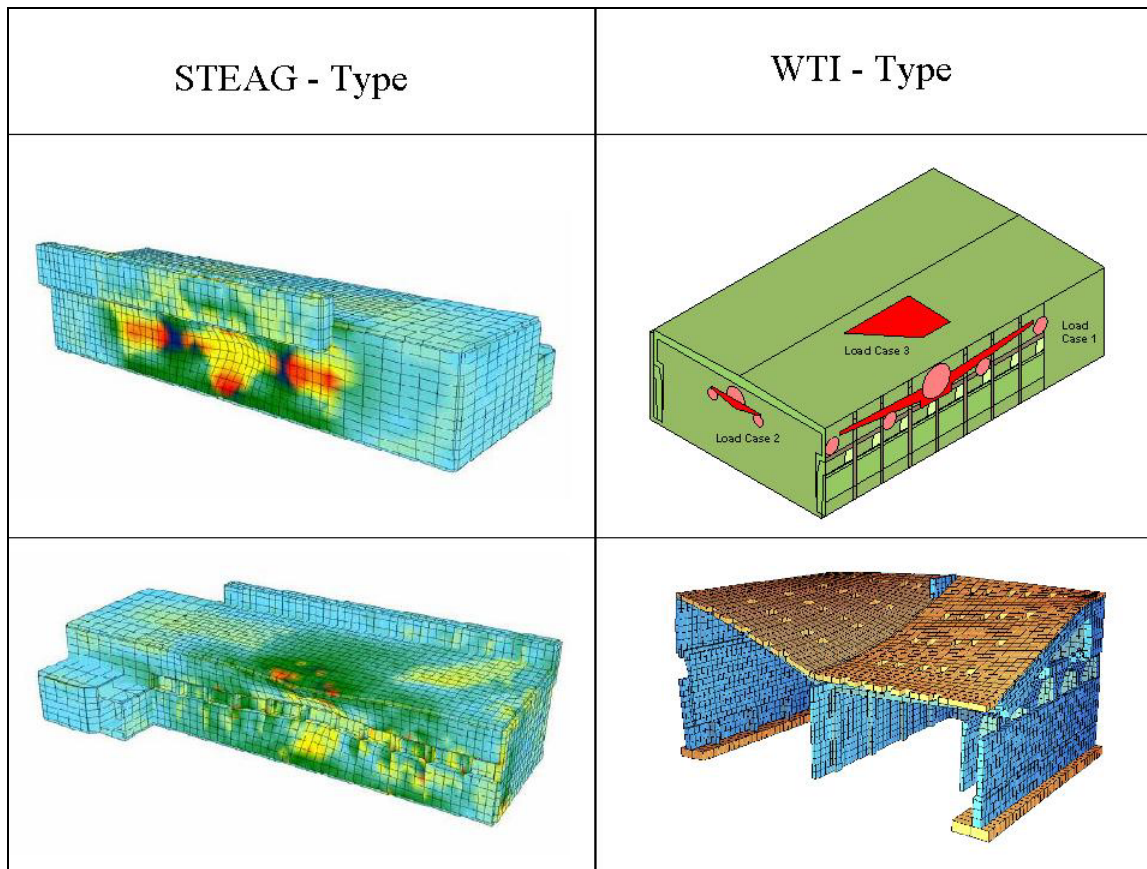 STEAG - Type
WTI - Type
Load
Case 1
Load Case 3
Load Case 2